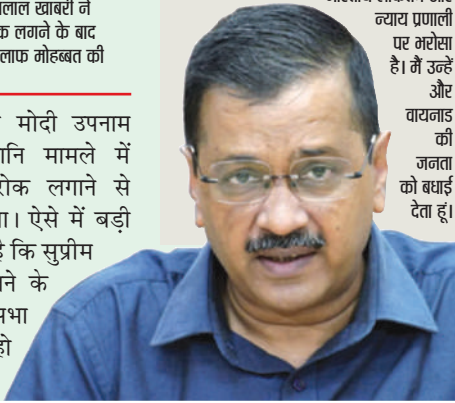 लाल खाबरी ने
क लगने के बाद
लाफ मोहब्बत की
मोदी उपनाम
ानि मामले में
रोक लगाने से
ा। ऐसे में बड़ी
है कि सुप्रीम
ने के
सभा
हो
न्याय प्रणाली
पर भरोसा
है। मैं उन्हें
और
वायनाड
की
जनता
को बधाई
देता हूं।